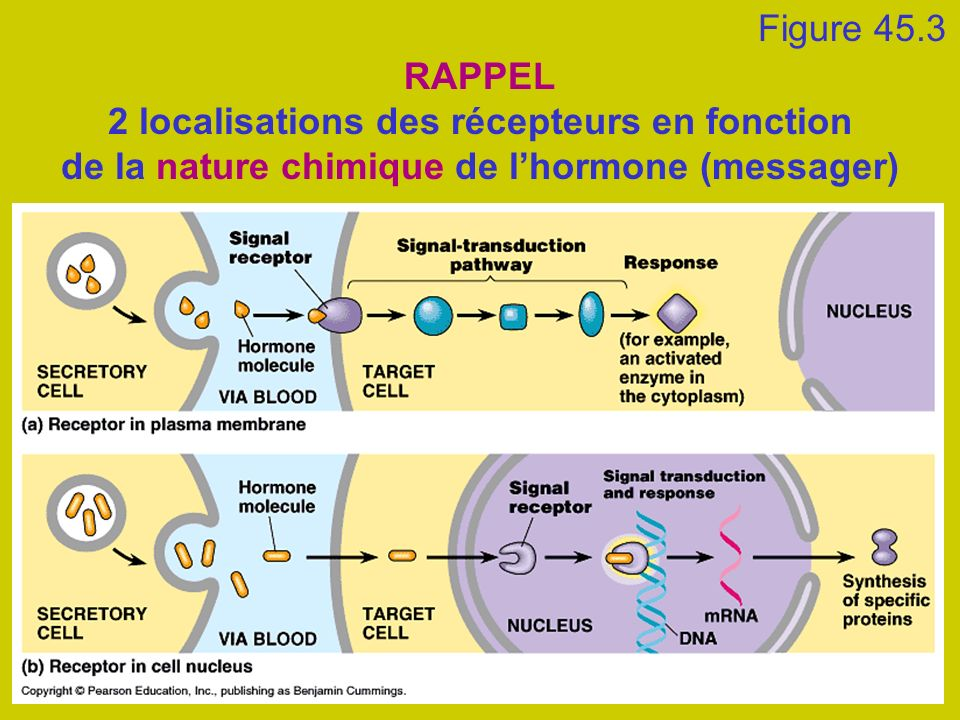 Figure 45.3
RAPPEL
2 localisations des récepteurs en fonction
de la nature chimique de l’hormone (messager)
Signal
receptor
Signal-transduction
pathway
Response
NUCLEUS
Hormone
molecule
SECRETORY
CELL
VIA BLOOD
TARGET
CELL
(for example,
an activated
enzyme in
the cytoplasm)
(a) Receptor in plasma membrane
Hormone
molecule
Signal
receptor
Signal transduction
and response
SECRETORY
CELL
VIA BLOOD
TARGET
CELL
NUCLEUS
DNA
mRNA
Synthesis
of specific
proteins
(b) Receptor in cell nucleus
Copyright © Pearson Education, Inc., publishing as Benjamin Cummings.